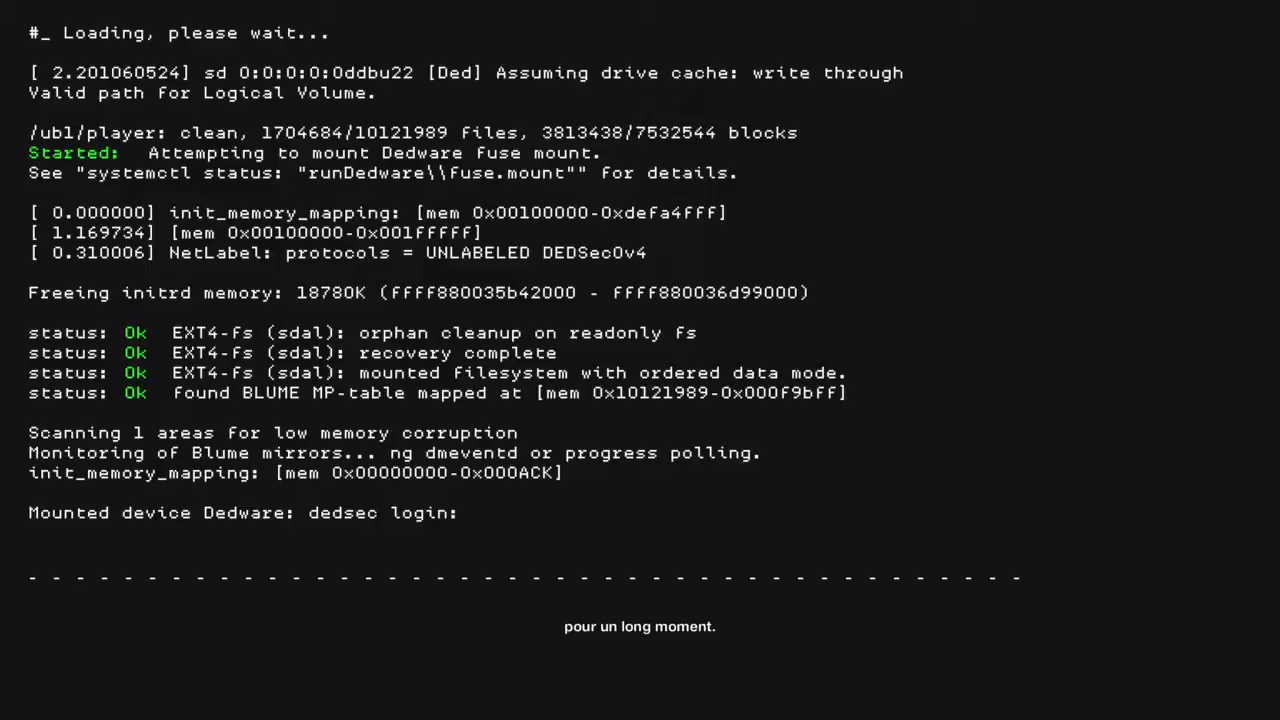 #_ Loading, please wait...
[ 2.201060524] sd 0:0:0:0:0ddbu22 [Ded] Assuming drive cache: write through
Valid path for Logical Volume.
/ubl/player: clean, 1704684/10121989 files, 3813438/7532544 blocks
Started:  Attempting to mount Dedware Fuse mount.
See "systemctl status: "runDedware\\fuse.mount"" for details.
[ 0.000000] init_memory_mapping: [mem 0x00100000-0xdefa4fff]
[ 1.169734] [mem 0x00100000-0x001fffff]
[ 0.310006] NetLabel: protocols = UNLABELED DEDSecOv4
Freeing initrd memory: 18780K (ffff880035b42000 - ffff880036d99000)
status: Ok  EXT4-fs (sdal): orphan cleanup on readonly fs
status: Ok  EXT4-fs (sdal): recovery complete
status: Ok  EXT4-fs (sdal): mounted filesystem with ordered data mode.
status: Ok  found BLUME MP-table mapped at [mem 0x10121989-0x000f9bff]
Scanning 1 areas for low memory corruption
Monitoring of Blume mirrors... ng dmeventd or progress polling.
init_memory_mapping: [mem 0x00000000-0x000ACK]
Mounted device Dedware: dedsec login:
- - - - - - - - - - - - - - - - - - - - - - - - - - - - - - - - - - - - - - - - - -
pour un long moment.